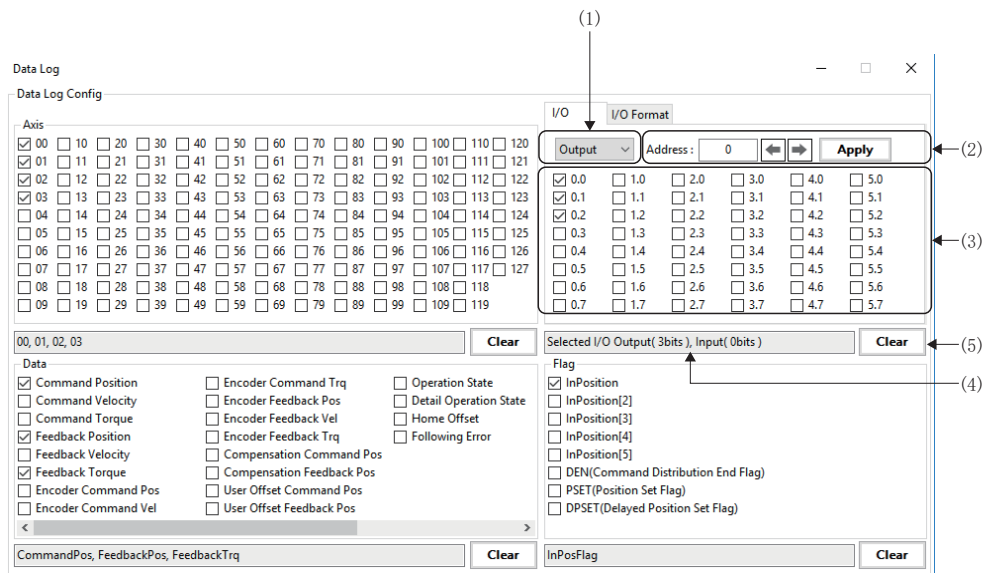 (1)
Data Log
Data Log Config
Axis
00 10 20 30 40 50 60 70 80 90 100 110 120
01 11 21 31 41 51 61 71 81 91 101 111 121
02 12 22 32 42 52 62 72 82 92 102 112 122
03 13 23 33 43 53 63 73 83 93 103 113 123
04 14 24 34 44 54 64 74 84 94 104 114 124
05 15 25 35 45 55 65 75 85 95 105 115 125
06 16 26 36 46 56 66 76 86 96 106 116 126
07 17 27 37 47 57 67 77 87 97 107 117 127
08 18 28 38 48 58 68 78 88 98 108 118
09 19 29 39 49 59 69 79 89 99 109 119
00, 01, 02, 03 Clear
I/O I/O Format
Output Address : 0 Apply (2)
0.0 1.0 2.0 3.0 4.0 5.0
0.1 1.1 2.1 3.1 4.1 5.1
0.2 1.2 2.2 3.2 4.2 5.2
0.3 1.3 2.3 3.3 4.3 5.3
0.4 1.4 2.4 3.4 4.4 5.4
0.5 1.5 2.5 3.5 4.5 5.5
0.6 1.6 2.6 3.6 4.6 5.6
0.7 1.7 2.7 3.7 4.7 5.7
(3)
Selected I/O Output( 3bits ), Input( 0bits ) Clear (5)
(4)
Data
Command Position Encoder Command Trq Operation State
Command Velocity Encoder Feedback Pos Detail Operation State
Command Torque Encoder Feedback Vel Home Offset
Feedback Position Encoder Feedback Trq Following Error
Feedback Velocity Compensation Command Pos
Feedback Torque Compensation Feedback Pos
Encoder Command Pos User Offset Command Pos
Encoder Command Vel User Offset Feedback Pos
CommandPos, FeedbackPos, FeedbackTrq Clear
Flag
InPosition
InPosition[2]
InPosition[3]
InPosition[4]
InPosition[5]
DEN(Command Distribution End Flag)
PSET(Position Set Flag)
DPSET(Delayed Position Set Flag)
InPosFlag Clear